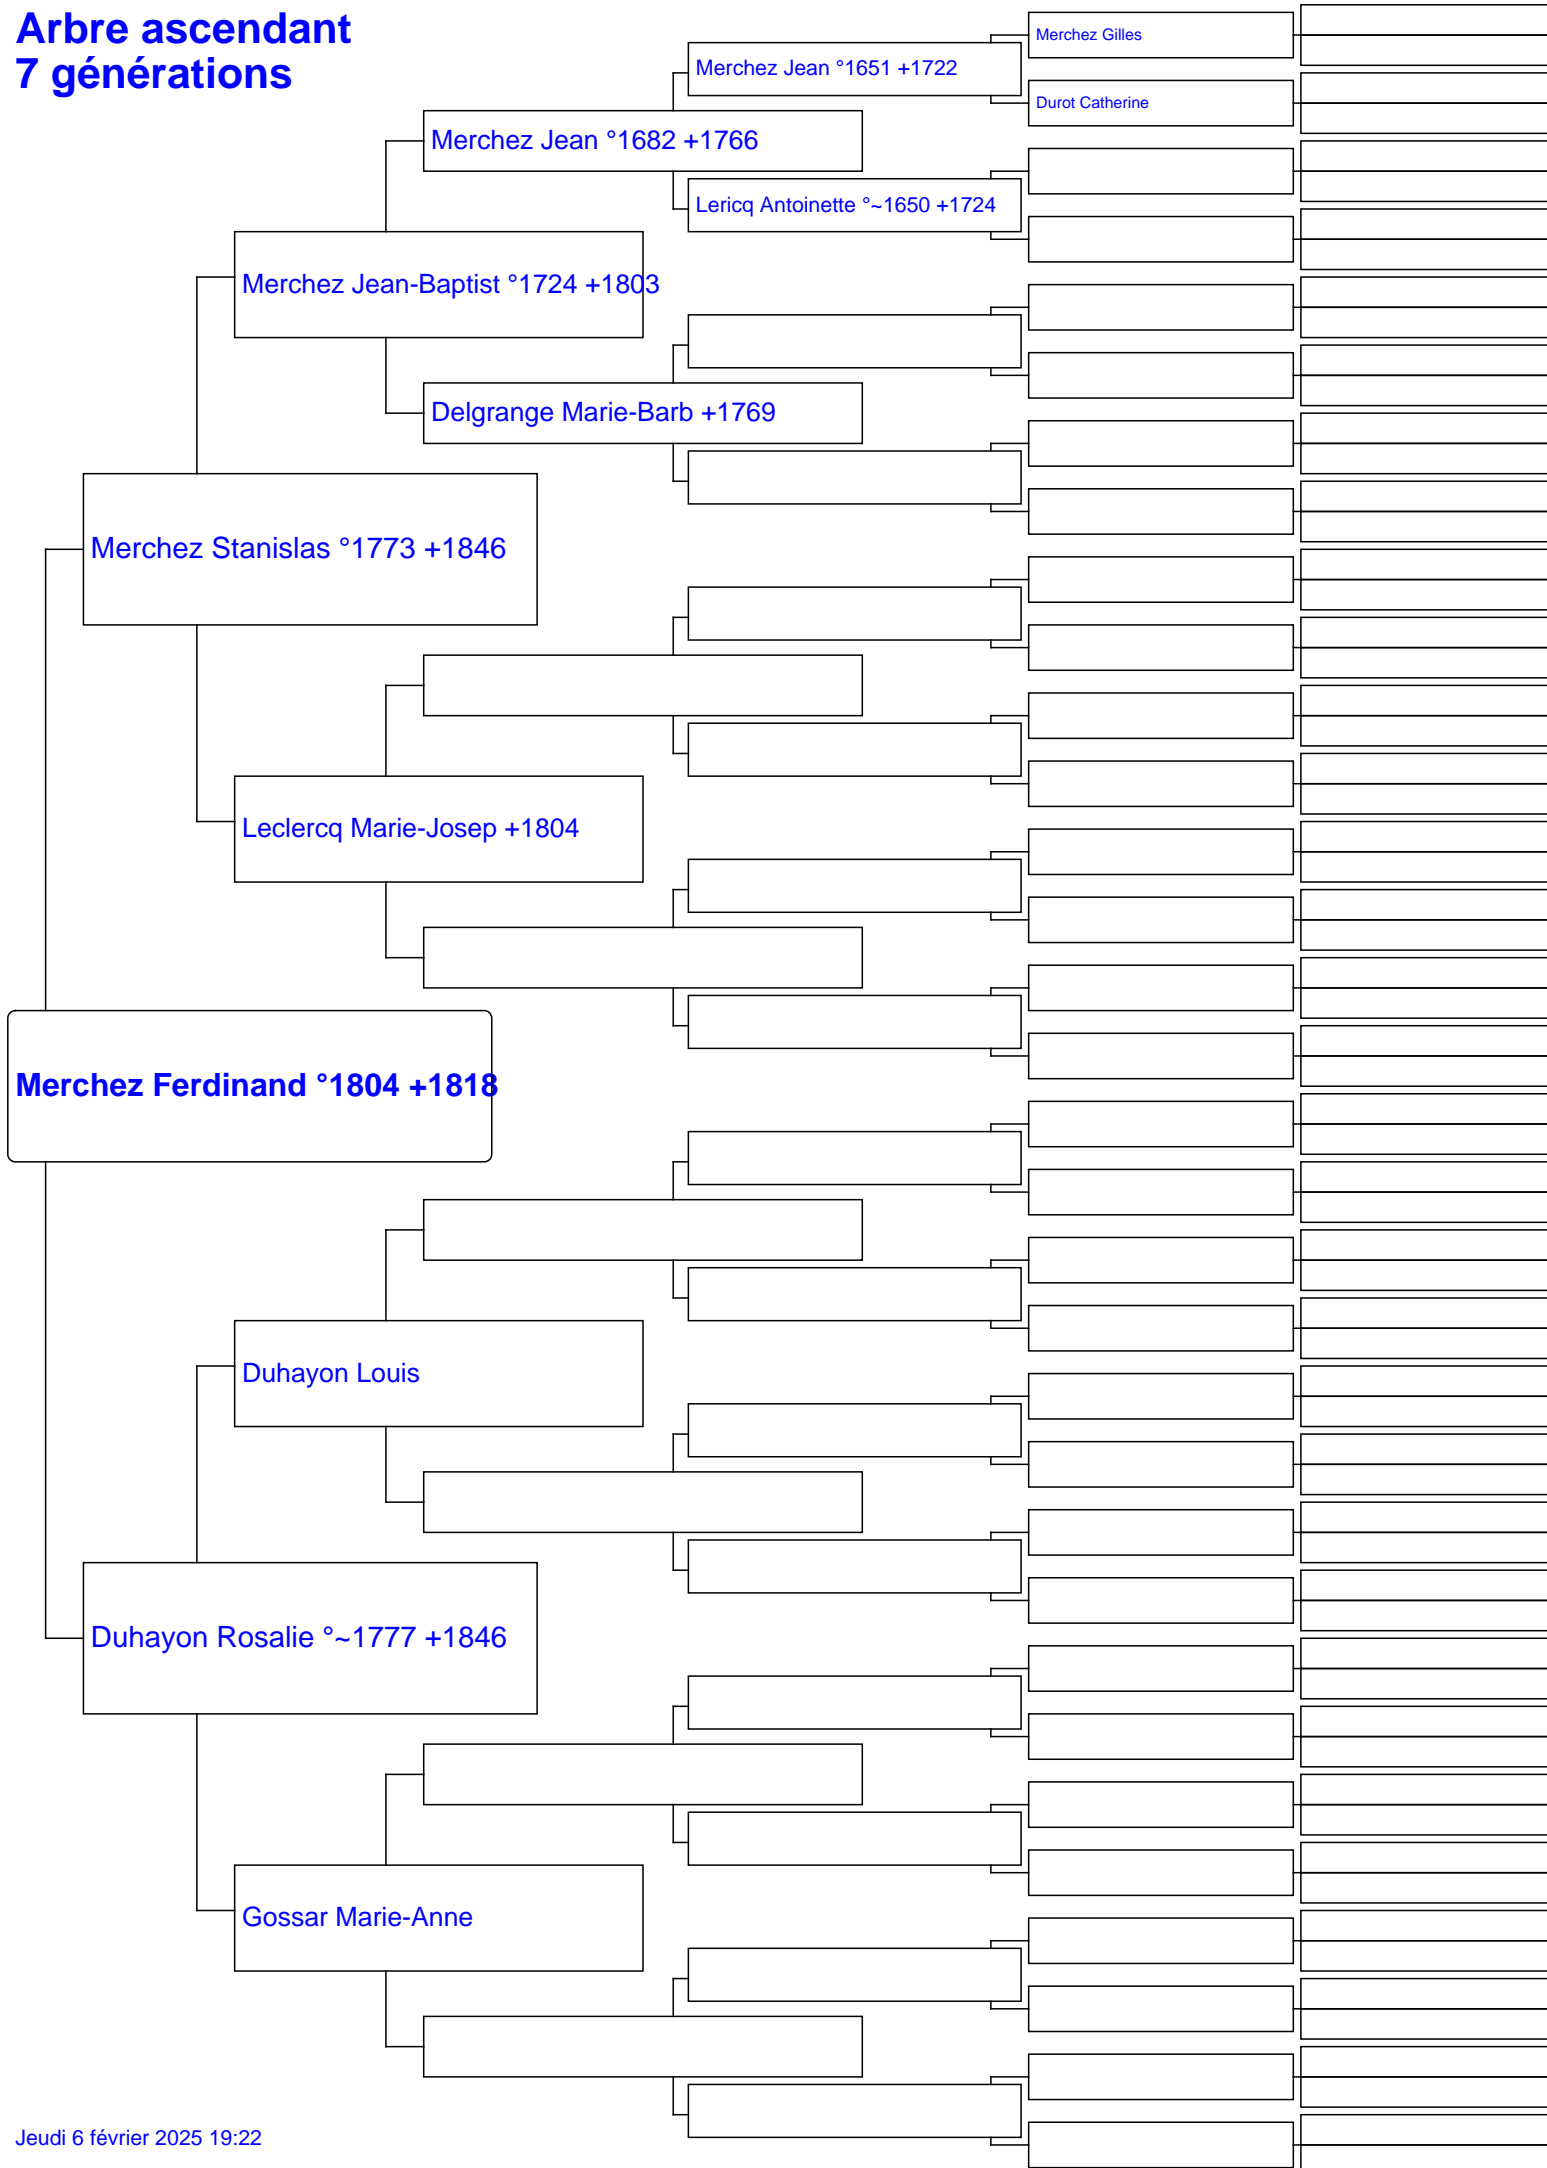 Arbre ascendant
7 générations
Merchez Gilles
Merchez Jean °1651 +1722
Durot Catherine
Merchez Jean °1682 +1766
Lericq Antoinette °~1650 +1724
Merchez Jean-Baptist °1724 +1803
Delgrange Marie-Barb +1769
Merchez Stanislas °1773 +1846
Leclercq Marie-Josep +1804
Merchez Ferdinand °1804 +1818
Duhayon Louis
Duhayon Rosalie °~1777 +1846
Gossar Marie-Anne
Jeudi 6 février 2025 19:22